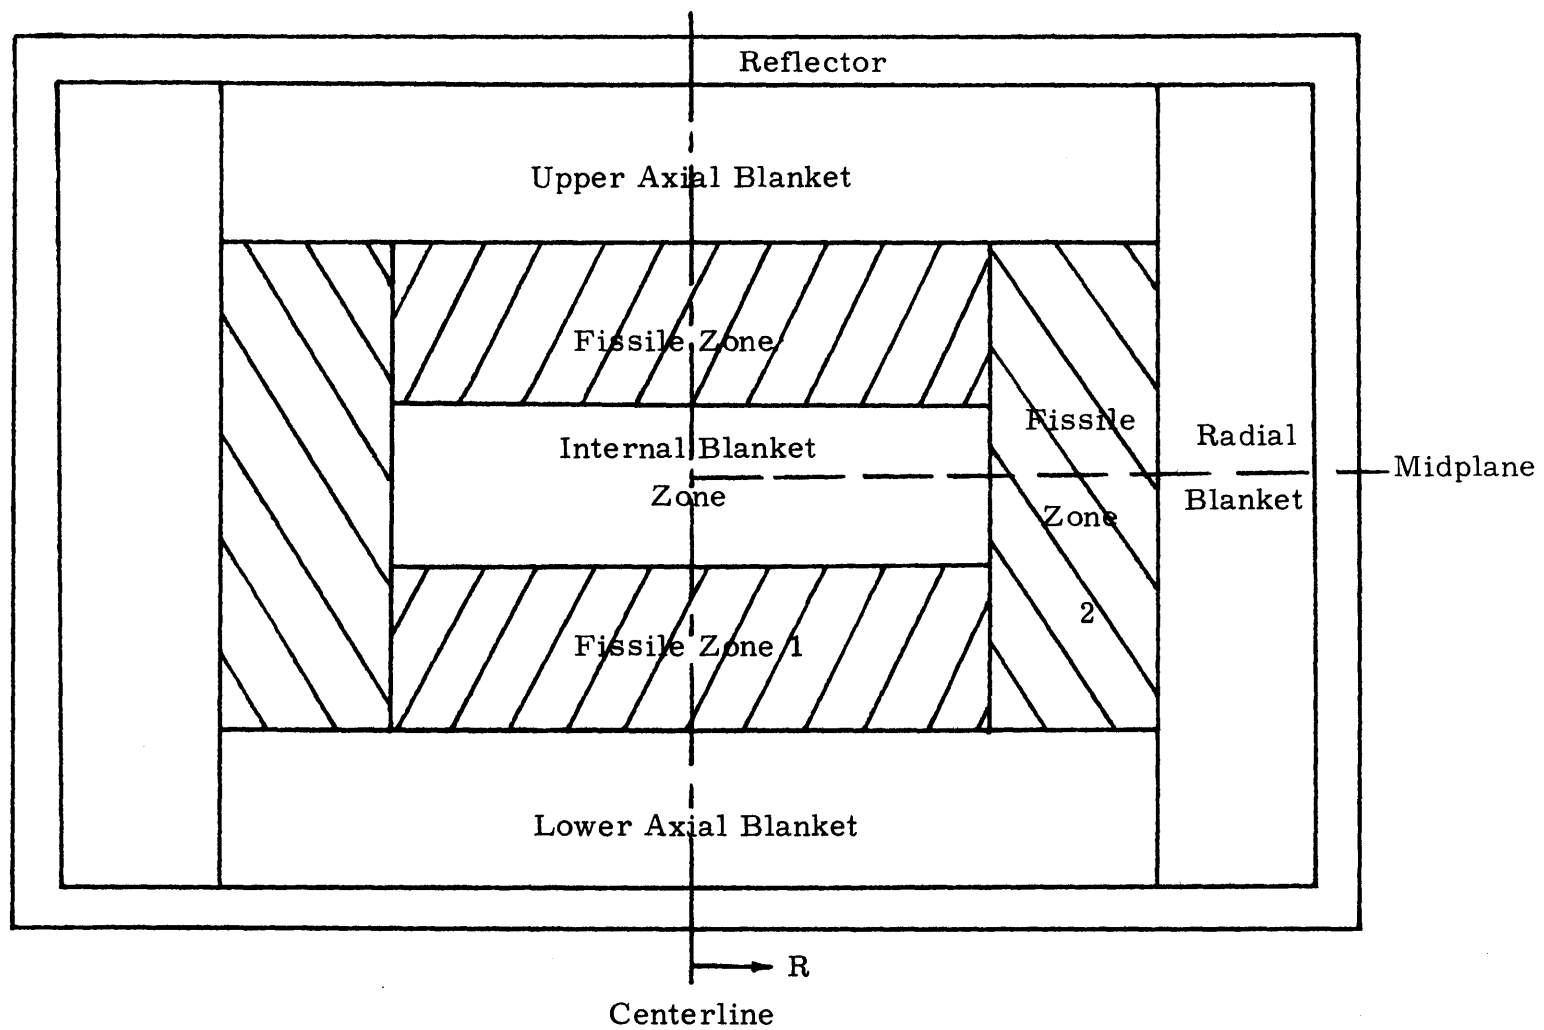 Reflector
Upper Axial Blanket
Fissile Zone
Fissile
Radial
Internal Blanket
Midplane
Zone
Blanket
Zone
2
Fissile Zone 1
Lower Axial Blanket
R
Centerline